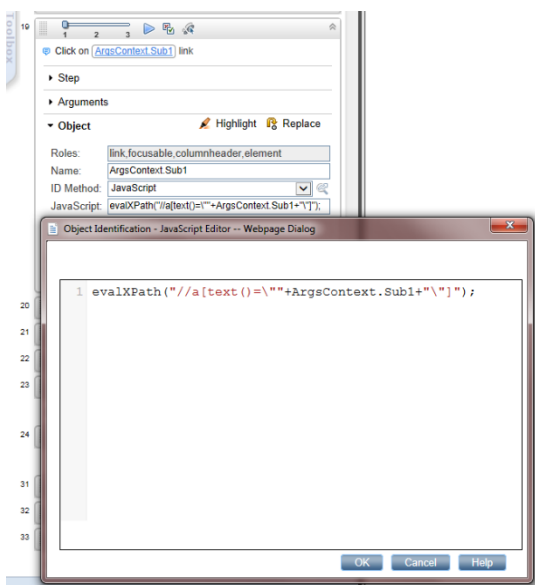 Toolbox
19
1 2 3
Click on ArgsContext.Sub1 link
Step
Arguments
Object Highlight Replace
Roles: link,focusable,columnheader,element
Name: ArgsContext.Sub1
ID Method: JavaScript
JavaScript: evalXPath("//a[text()=\""+ArgsContext.Sub1+"\"]");
Object Identification - JavaScript Editor -- Webpage Dialog
1 evalXPath("//a[text()=\""+ArgsContext.Sub1+"\"]");
20
21
22
23
24
31
32
33
OK Cancel Help